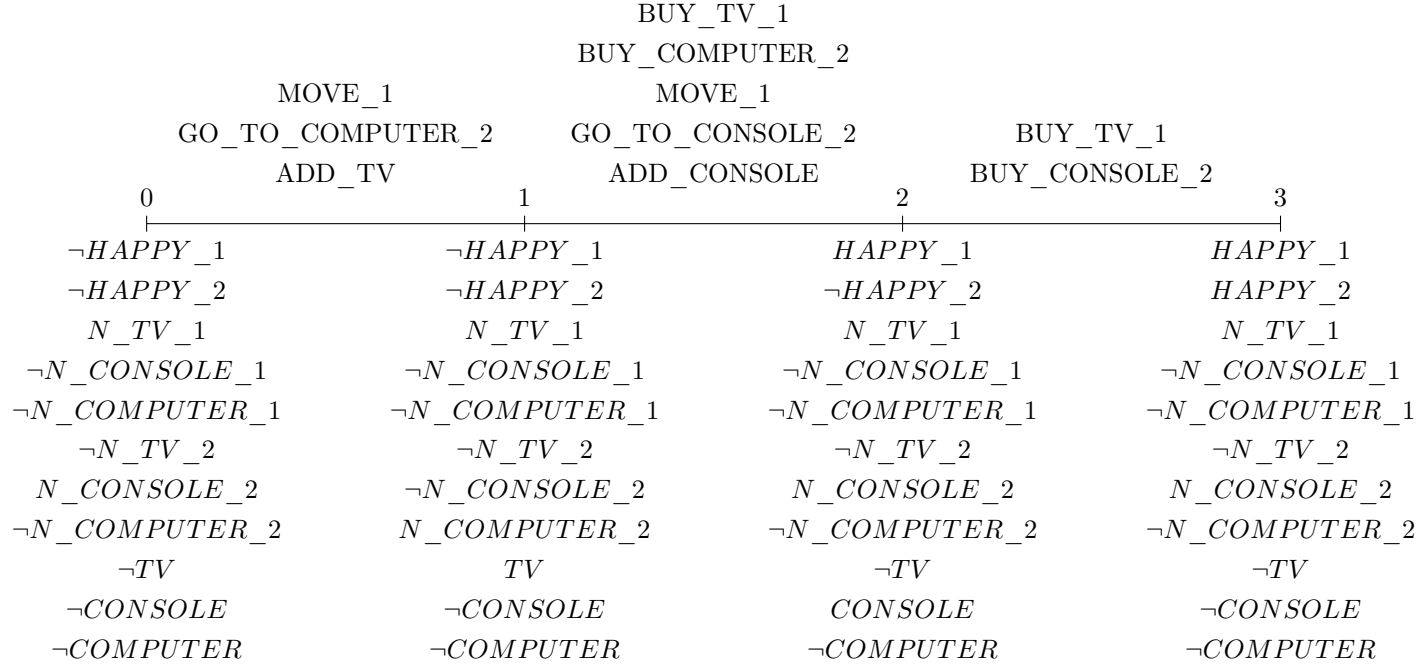 BUY_TV_1
BUY_COMPUTER_2
MOVE_1 MOVE_1
GO_TO_COMPUTER_2 GO_TO_CONSOLE_2 BUY_TV_1
ADD_TV ADD_CONSOLE BUY_CONSOLE_2
0 1 2 3
¬HAPPY_1 ¬HAPPY_1 HAPPY_1 HAPPY_1
¬HAPPY_2 ¬HAPPY_2 ¬HAPPY_2 HAPPY_2
N_TV_1 N_TV_1 N_TV_1 N_TV_1
¬N_CONSOLE_1 ¬N_CONSOLE_1 ¬N_CONSOLE_1 ¬N_CONSOLE_1
¬N_COMPUTER_1 ¬N_COMPUTER_1 ¬N_COMPUTER_1 ¬N_COMPUTER_1
¬N_TV_2 ¬N_TV_2 ¬N_TV_2 ¬N_TV_2
N_CONSOLE_2 ¬N_CONSOLE_2 N_CONSOLE_2 N_CONSOLE_2
¬N_COMPUTER_2 N_COMPUTER_2 ¬N_COMPUTER_2 ¬N_COMPUTER_2
¬TV TV ¬TV ¬TV
¬CONSOLE ¬CONSOLE CONSOLE ¬CONSOLE
¬COMPUTER ¬COMPUTER ¬COMPUTER ¬COMPUTER